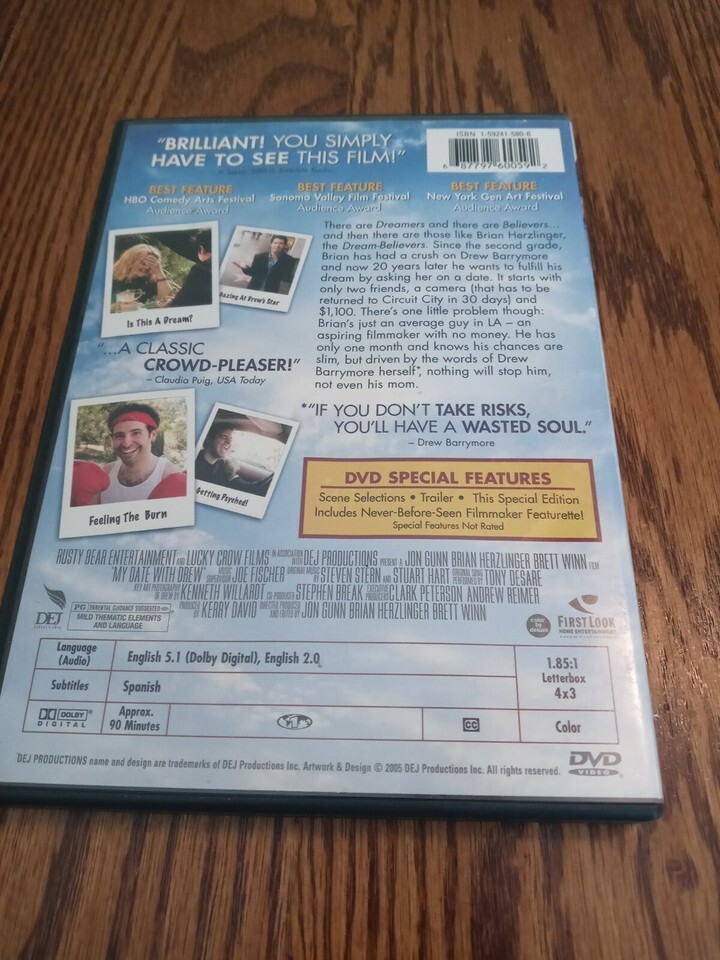 "BRILLIANT! YOU SIMPLY
HAVE TO SEE THIS FILM!"
ISBN 1-59241-580-6
6 87797 60059 2
BEST FEATURE
HBO Comedy Arts Festival
Audience Award
BEST FEATURE
Sonoma Valley Film Festival
Audience Award
BEST FEATURE
New York Gen Art Festival
Audience Award
There are Dreamers and there are Believers...
and then there are those like Brian Herzlinger,
the Dream-Believers. Since the second grade,
Brian has had a crush on Drew Barrymore
and now 20 years later he wants to fulfill his
dream by asking her on a date. It starts with
only two friends, a camera (that has to be
returned to Circuit City in 30 days) and
$1,100. There's one little problem though:
Brian's just an average guy in LA – an
aspiring filmmaker with no money. He has
only one month and knows his chances are
slim, but driven by the words of Drew
Barrymore herself*, nothing will stop him,
not even his mom.
Is This A Dream?
Gazing At Drew's Star
"...A CLASSIC
CROWD-PLEASER!"
– Claudia Puig, USA Today
*"IF YOU DON'T TAKE RISKS,
YOU'LL HAVE A WASTED SOUL."
– Drew Barrymore
Feeling The Burn
Getting Psyched!
DVD SPECIAL FEATURES
Scene Selections • Trailer • This Special Edition
Includes Never-Before-Seen Filmmaker Featurette!
Special Features Not Rated
RUSTY BEAR ENTERTAINMENT AND LUCKY CROW FILMS IN ASSOCIATION WITH DEJ PRODUCTIONS PRESENT A JON GUNN BRIAN HERZLINGER BRETT WINN FILM
"MY DATE WITH DREW" MUSIC SUPERVISOR JOE FISCHER ORIGINAL MUSIC BY STEVEN STERN AND STUART HART ORIGINAL SONG PERFORMED BY TONY DESARE
KEY ART PHOTOGRAPHY OF DREW BY KENNETH WILLARDT CO-PRODUCER STEPHEN BREAK EXECUTIVE PRODUCERS CLARK PETERSON ANDREW REIMER
PRODUCED BY KERRY DAVID DIRECTED, PRODUCED AND EDITED BY JON GUNN BRIAN HERZLINGER BRETT WINN
DEJ
PG PARENTAL GUIDANCE SUGGESTED
MILD THEMATIC ELEMENTS
AND LANGUAGE
color by deluxe
FIRST LOOK
HOME ENTERTAINMENT
Language
(Audio)
English 5.1 (Dolby Digital), English 2.0
1.85:1
Letterbox
4x3
Subtitles
Spanish
DOLBY
DIGITAL
Approx.
90 Minutes
1
CC
Color
DEJ PRODUCTIONS name and design are trademarks of DEJ Productions Inc. Artwork & Design © 2005 DEJ Productions Inc. All rights reserved.
DVD
VIDEO